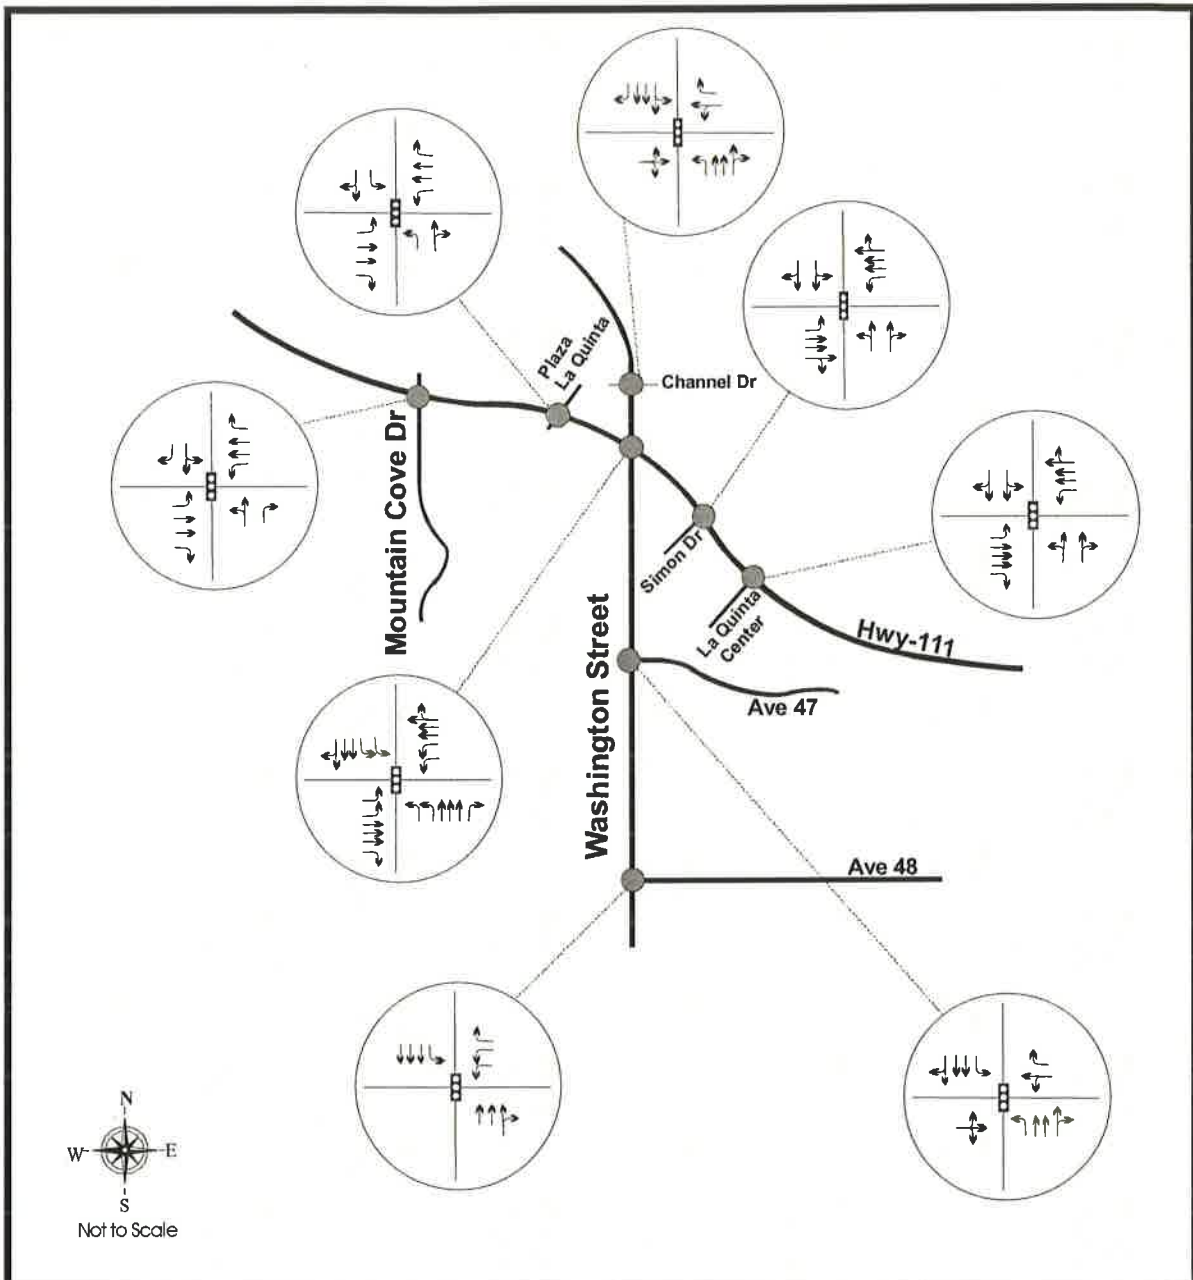 Plaza
La Quinta
Channel Dr
Mountain Cove Dr
Simon Dr
La Quinta
Center
Hwy-111
Washington Street
Ave 47
Ave 48
N
W
E
S
Not to Scale